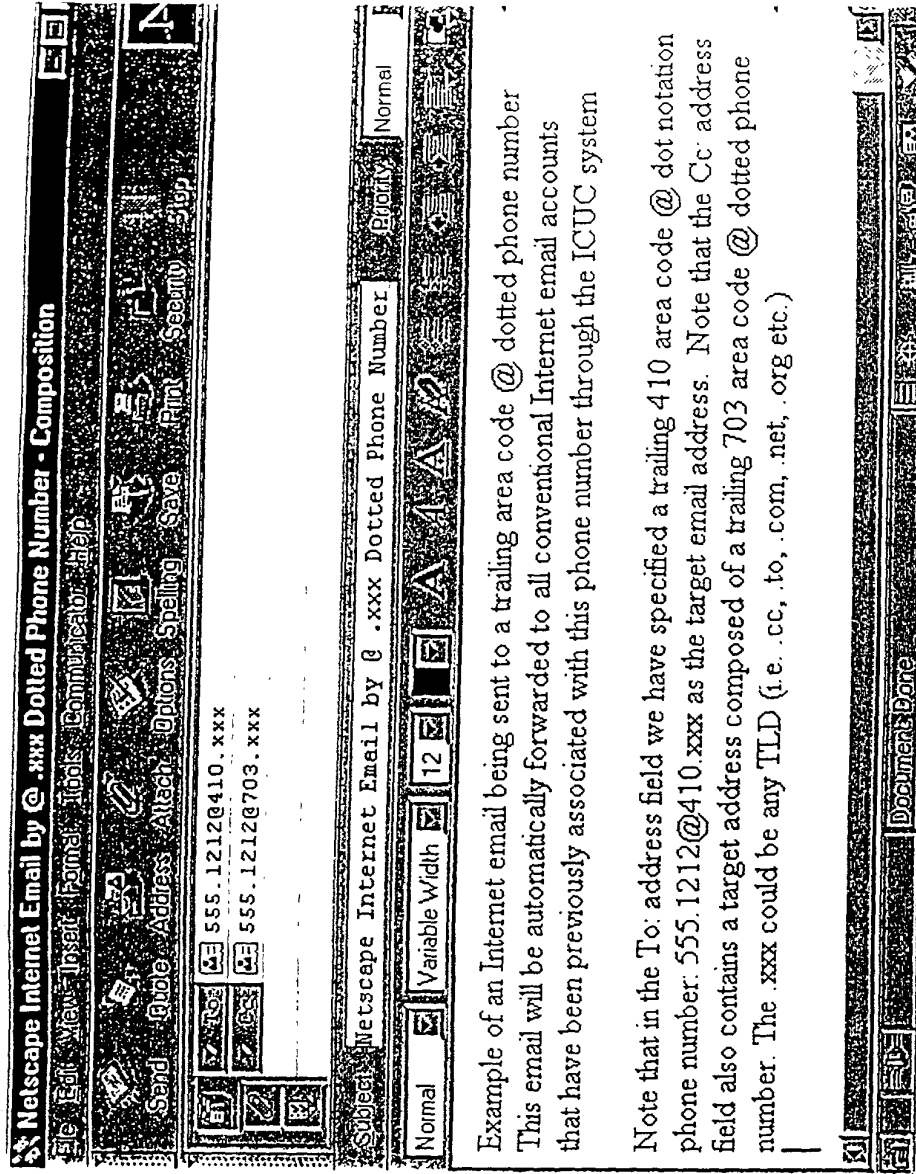 Netscape Internet Email by @ .xxx Dotted Phone Number - Composition
File Edit View Insert Format Tools Communicator Help
Send Quote Address Attach Options Spelling Save Print Security Stop
To: 555.1212@410.xxx
Cc: 555.1212@703.xxx
Subject: Netscape Internet Email by @ .xxx Dotted Phone Number Priority: Normal
Normal Variable Width 12
Example of an Internet email being sent to a trailing area code @ dotted phone number
This email will be automatically forwarded to all conventional Internet email accounts
that have been previously associated with this phone number through the ICUC system
Note that in the To: address field we have specified a trailing 410 area code @ dot notation
phone number: 555.1212@410.xxx as the target email address. Note that the Cc: address
field also contains a target address composed of a trailing 703 area code @ dotted phone
number. The .xxx could be any TLD (i.e. .cc, .to, .com, .net, .org etc.)
Document: Done